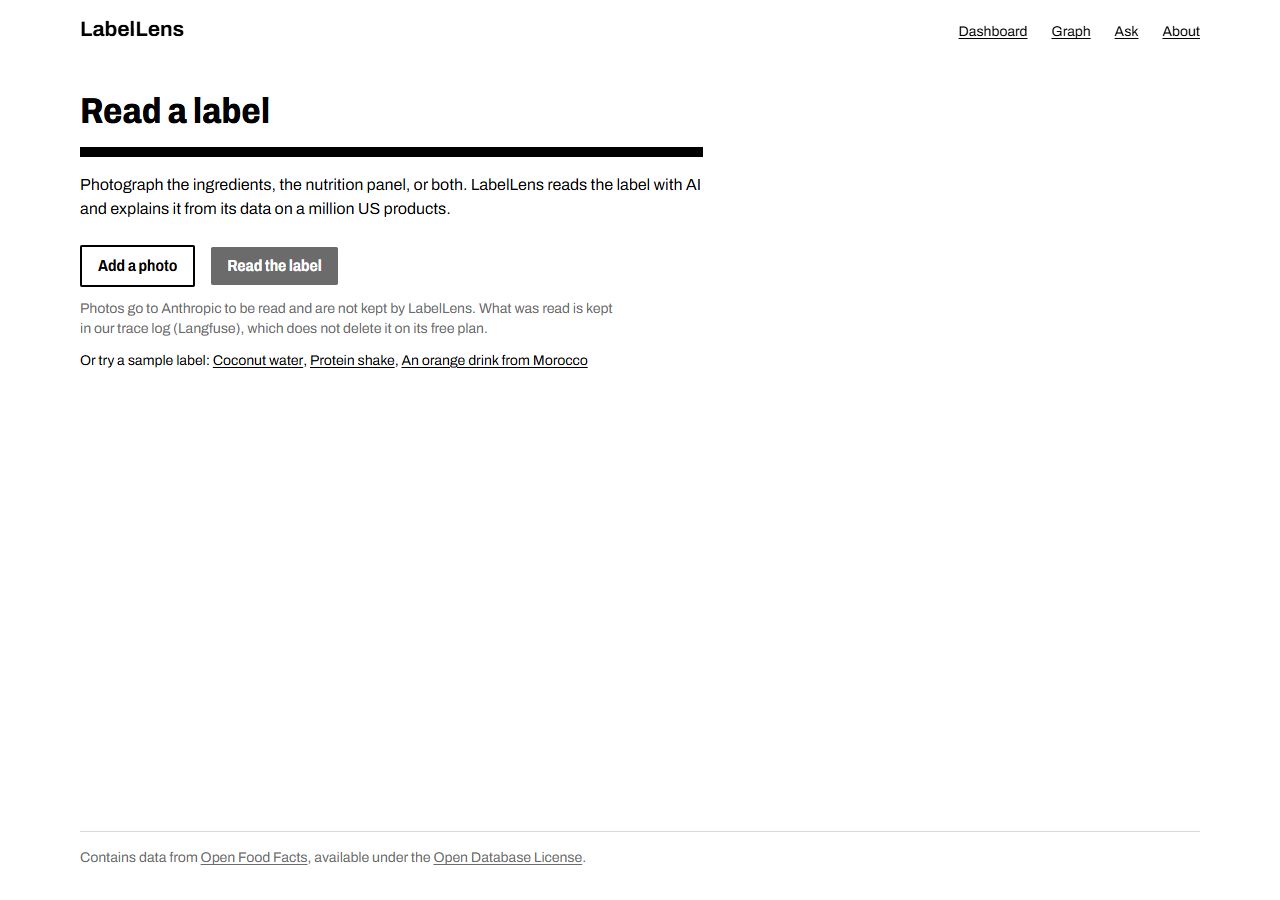 LabelLens
Dashboard Graph Ask About
Read a label
Photograph the ingredients, the nutrition panel, or both. LabelLens reads the label with AI
and explains it from its data on a million US products.
Add a photo Read the label
Photos go to Anthropic to be read and are not kept by LabelLens. What was read is kept
in our trace log (Langfuse), which does not delete it on its free plan.
Or try a sample label: Coconut water, Protein shake, An orange drink from Morocco
Contains data from Open Food Facts, available under the Open Database License.